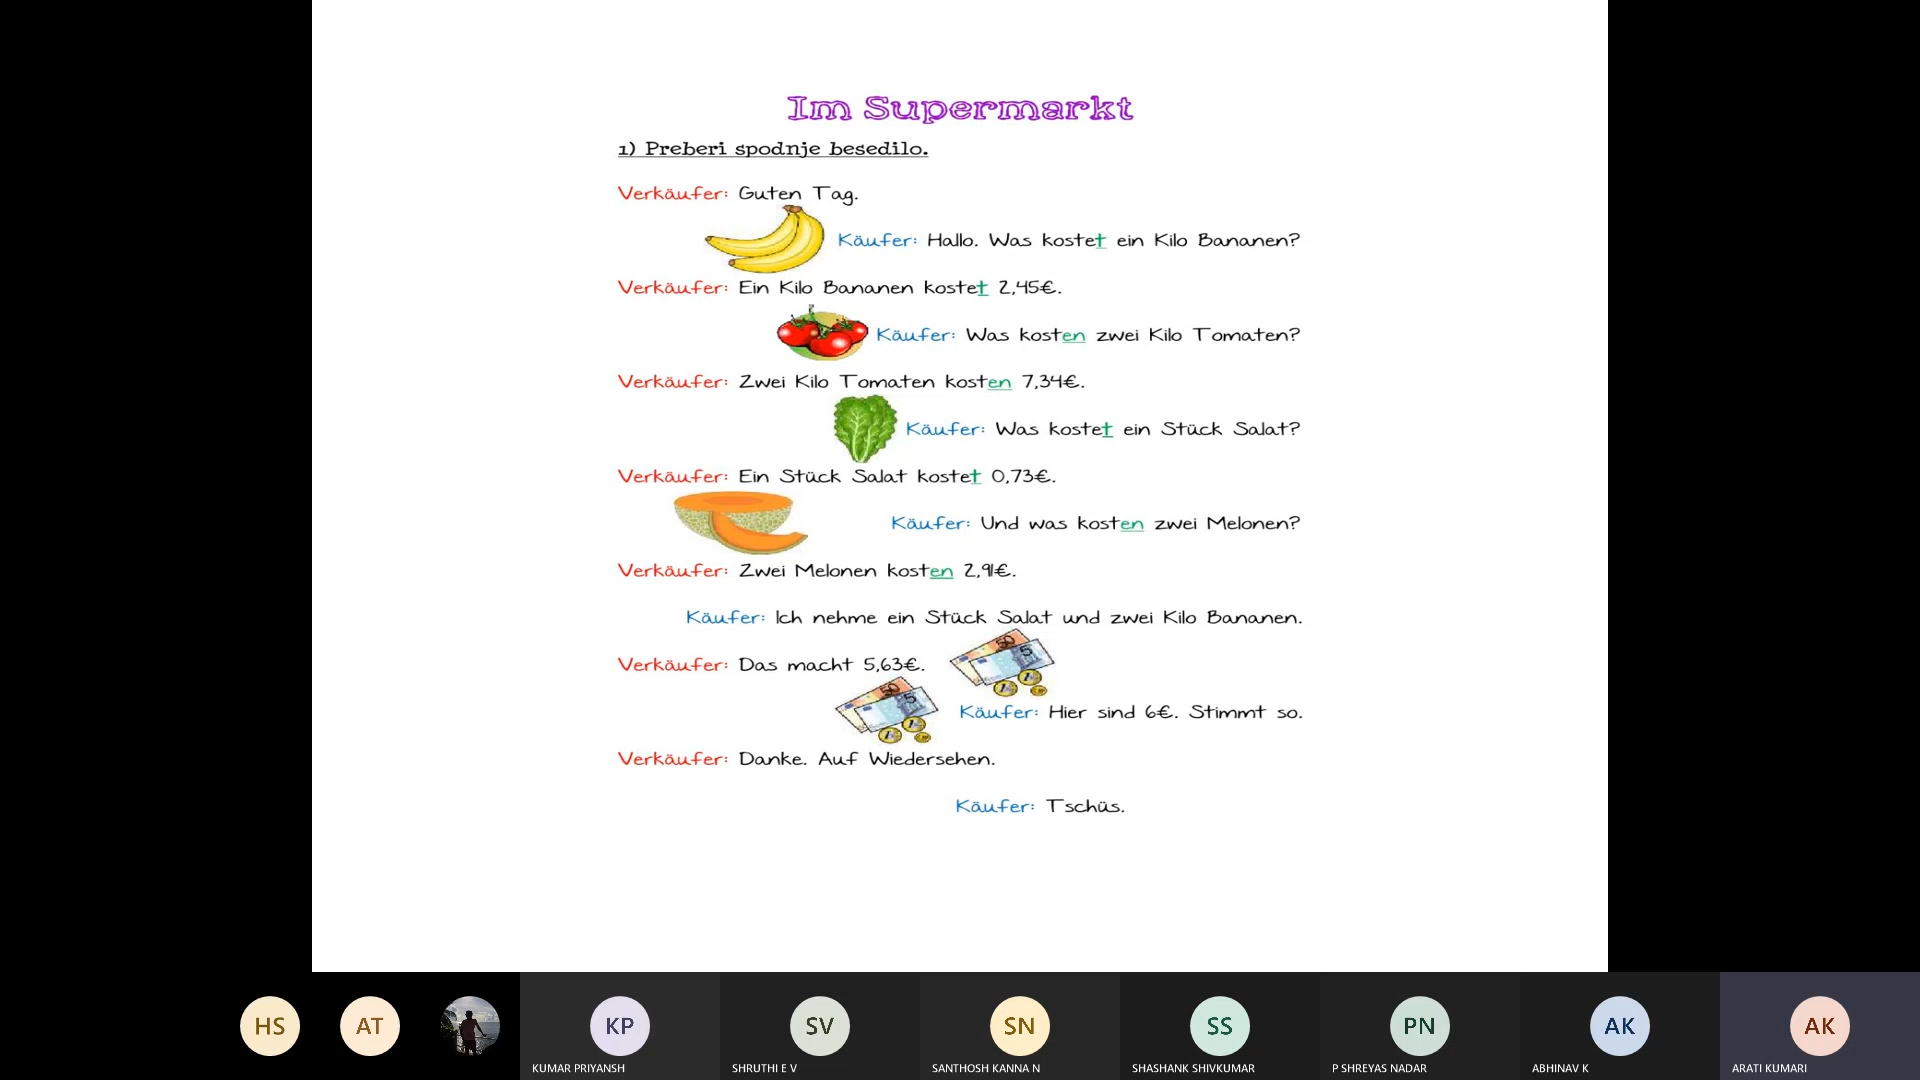 Im Supermarkt
1) Preberi spodnje besedilo.
Verkäufer: Guten Tag.
Käufer: Hallo. Was kostet ein Kilo Bananen?
Verkäufer: Ein Kilo Bananen kostet 2,45€.
Käufer: Was kosten zwei Kilo Tomaten?
Verkäufer: Zwei Kilo Tomaten kosten 7,34€.
Käufer: Was kostet ein Stück Salat?
Verkäufer: Ein Stück Salat kostet 0,73€.
Käufer: Und was kosten zwei Melonen?
Verkäufer: Zwei Melonen kosten 2,91€.
Käufer: Ich nehme ein Stück Salat und zwei Kilo Bananen.
50
5
Verkäufer: Das macht 5,63€.
50
5
Käufer: Hier sind 6€. Stimmt so.
Verkäufer: Danke. Auf Wiedersehen.
Käufer: Tschüs.
HS AT KP SV SN SS PN AK AK
KUMAR PRIYANSH SHRUTHI E V SANTHOSH KANNA N SHASHANK SHIVKUMAR P SHREYAS NADAR ABHINAV K ARATI KUMARI